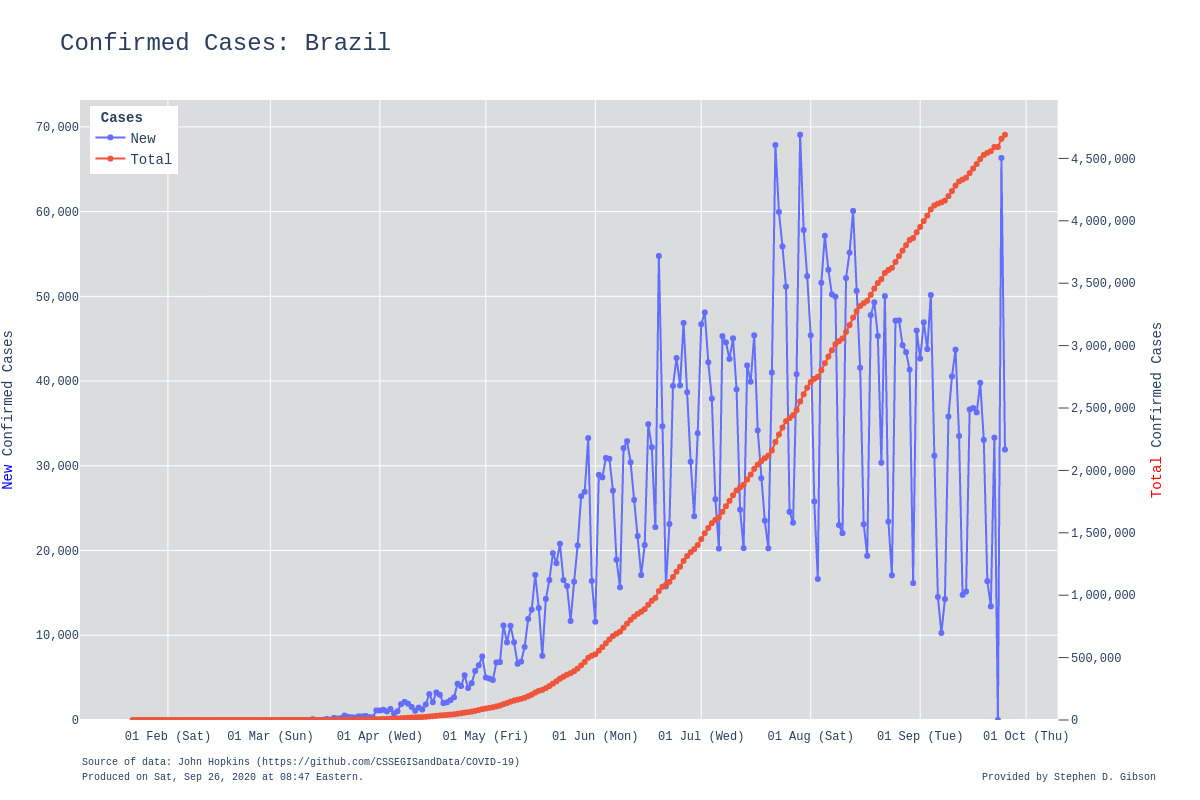 Confirmed Cases: Brazil
Cases
New
Total
70,000
60,000
50,000
40,000
30,000
20,000
10,000
0
New Confirmed Cases
4,500,000
4,000,000
3,500,000
3,000,000
2,500,000
2,000,000
1,500,000
1,000,000
500,000
0
Total Confirmed Cases
01 Feb (Sat) 01 Mar (Sun) 01 Apr (Wed) 01 May (Fri) 01 Jun (Mon) 01 Jul (Wed) 01 Aug (Sat) 01 Sep (Tue) 01 Oct (Thu)
Source of data: John Hopkins (https://github.com/CSSEGISandData/COVID-19)
Produced on Sat, Sep 26, 2020 at 08:47 Eastern.
Provided by Stephen D. Gibson